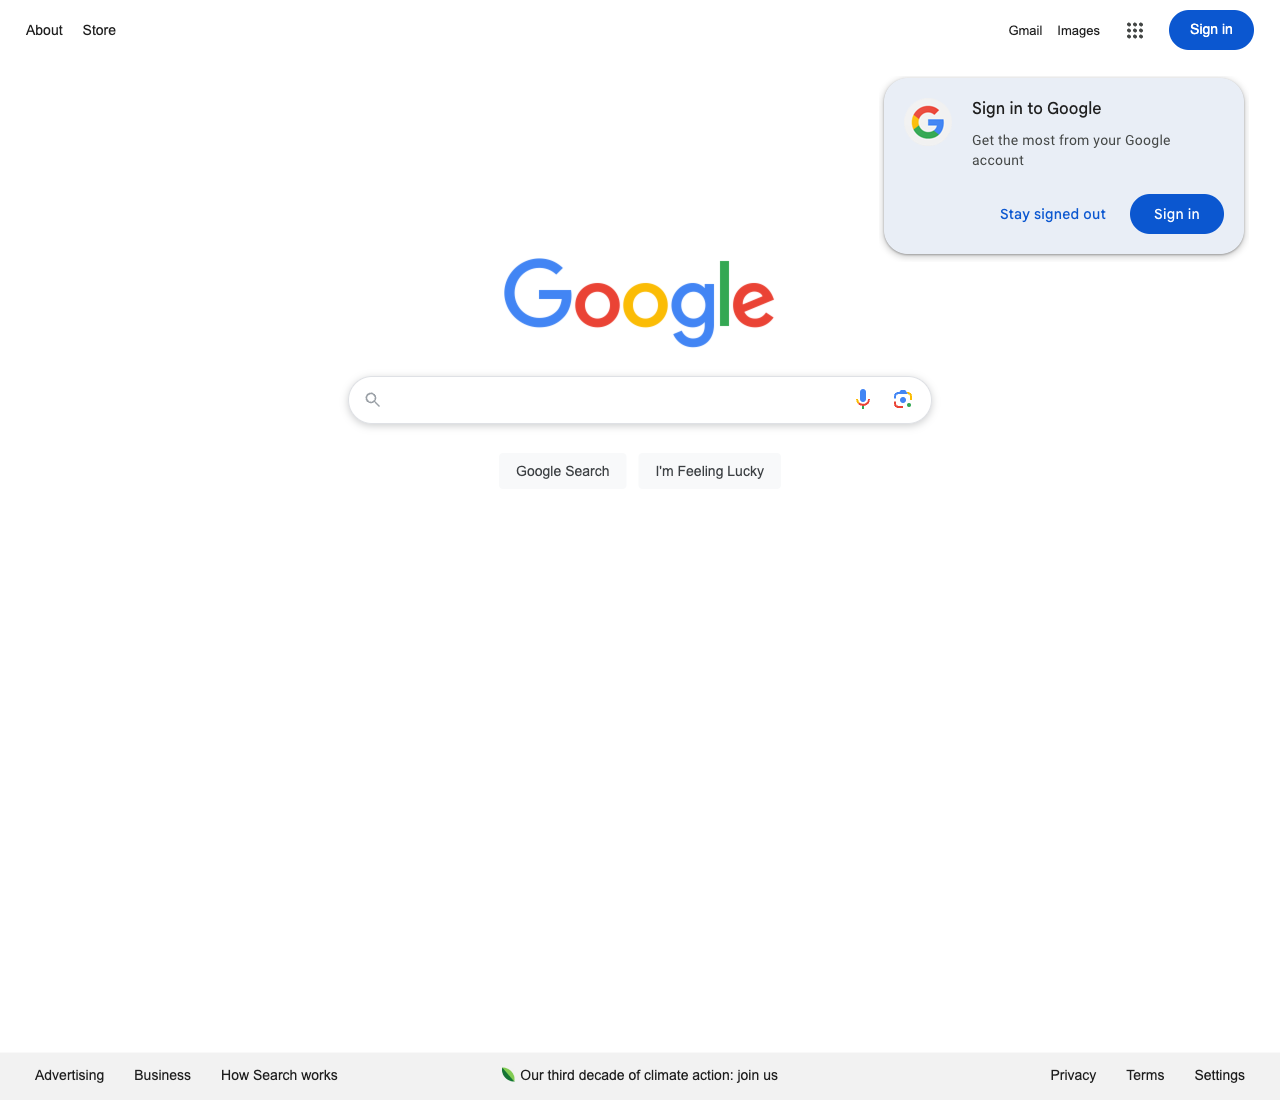 About Store
Gmail Images Sign in
Sign in to Google
Get the most from your Google
account
Stay signed out Sign in
Google
Google Search I'm Feeling Lucky
Advertising Business How Search works
Our third decade of climate action: join us
Privacy Terms Settings